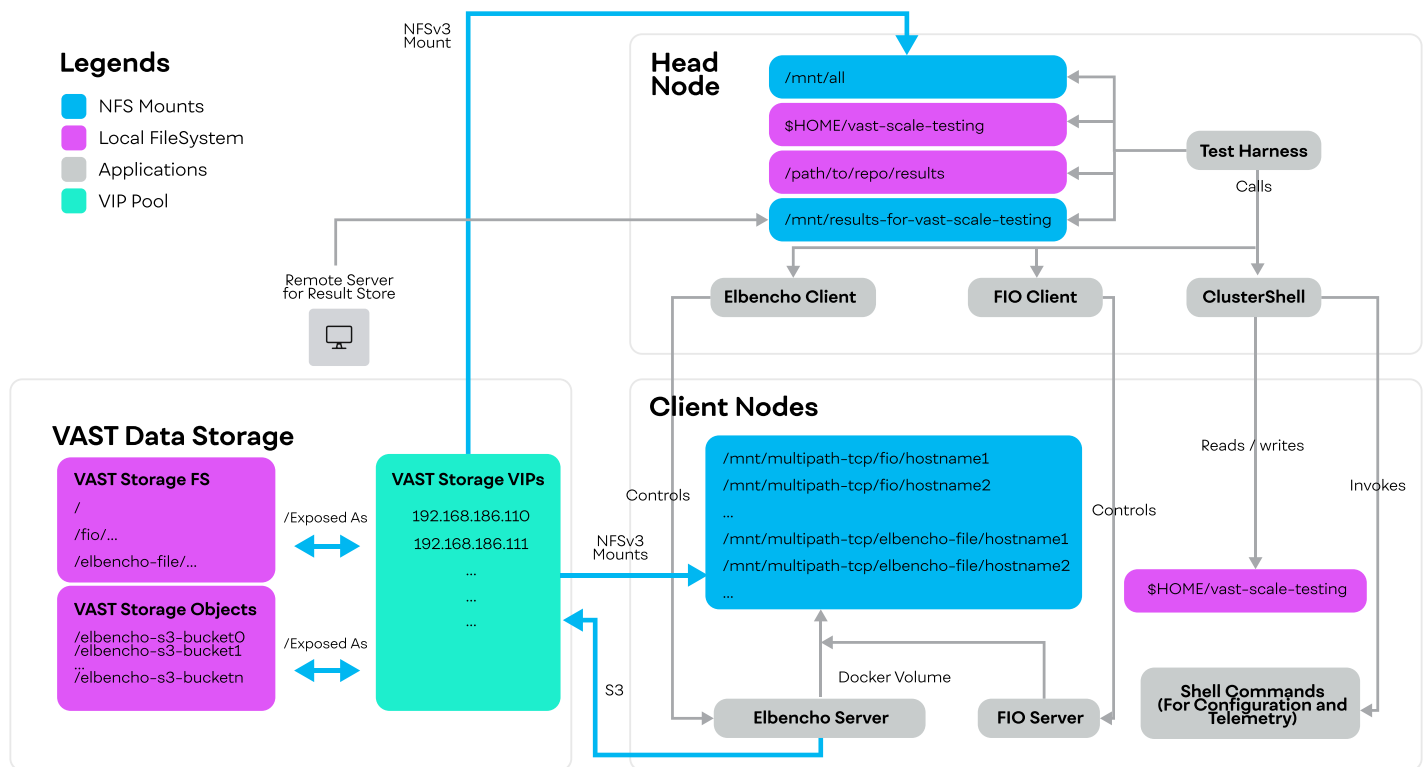 NFSv3
Mount
Legends
NFS Mounts
Local FileSystem
Applications
VIP Pool
Head
Node
/mnt/all
$HOME/vast-scale-testing
/path/to/repo/results
/mnt/results-for-vast-scale-testing
Test Harness
Calls
Remote Server
for Result Store
Elbencho Client
FIO Client
ClusterShell
VAST Data Storage
VAST Storage FS
/
/fio/...
/elbencho-file/...
VAST Storage Objects
/elbencho-s3-bucket0
/elbencho-s3-bucket1
...
/elbencho-s3-bucketn
/Exposed As
/Exposed As
VAST Storage VIPs
192.168.186.110
192.168.186.111
...
...
...
NFSv3
Mounts
S3
Client Nodes
Controls
/mnt/multipath-tcp/fio/hostname1
/mnt/multipath-tcp/fio/hostname2
...
/mnt/multipath-tcp/elbencho-file/hostname1
/mnt/multipath-tcp/elbencho-file/hostname2
...
Controls
Reads / writes
Invokes
$HOME/vast-scale-testing
Docker Volume
Elbencho Server
FIO Server
Shell Commands
(For Configuration and
Telemetry)